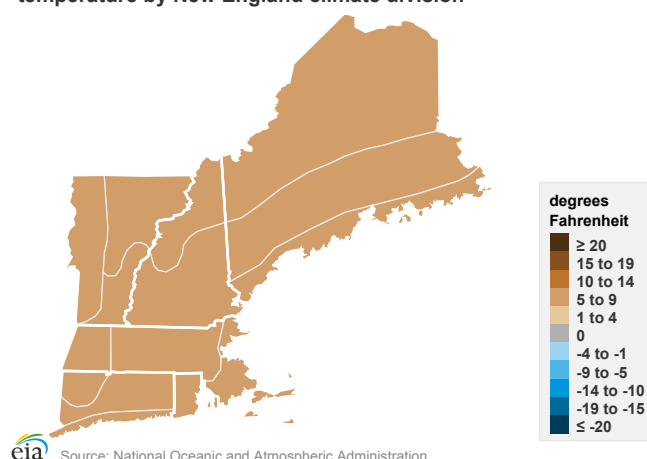 temperature by New England climate division
degrees
Fahrenheit
≥ 20
15 to 19
10 to 14
5 to 9
1 to 4
0
-4 to -1
-9 to -5
-14 to -10
-19 to -15
≤ -20
eia Source: National Oceanic and Atmospheric Administration